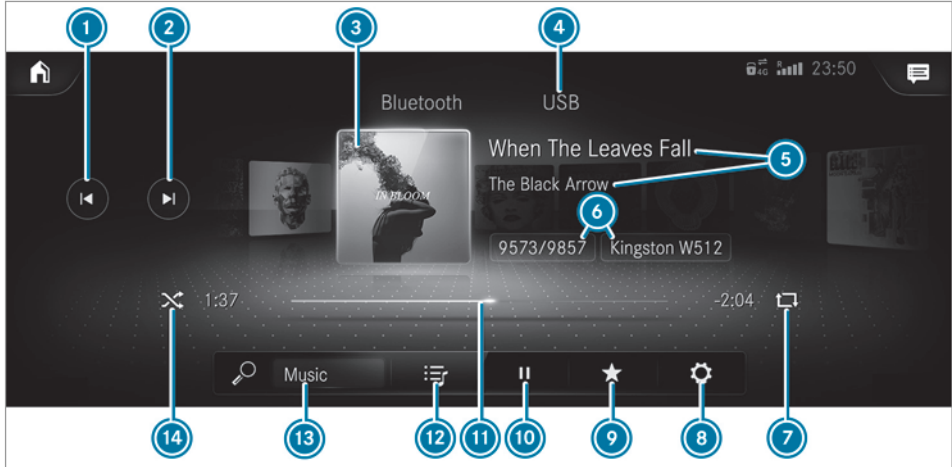 1 2 3 4
4G R 23:50
Bluetooth USB
When The Leaves Fall
5
The Black Arrow
IN BLOOM
6
9573/9857 Kingston W512
1:37 -2:04
Music
14 13 12 11 10 9 8 7